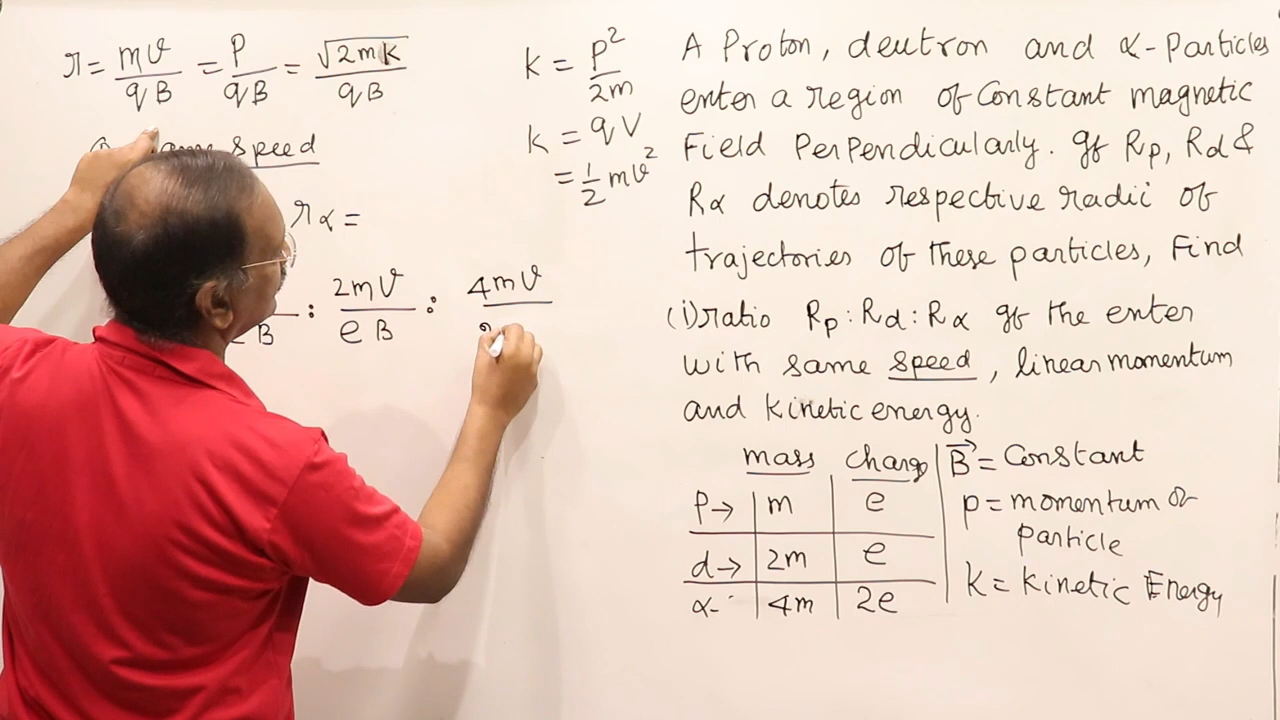 r = mv/qB = P/qB = √2mk/qB
speed
rα =
: 2mv/eB : 4mv
e B
k = P²/2m
k = qV
= 1/2 mv²
A Proton, deutron and α-Particles
enter a region of Constant magnetic
Field Perpendicularly. If Rp, Rd &
Rα denotes respective radii of
trajectories of these particles, Find
(i) ratio Rp : Rd : Rα If the enter
with same speed, linear momentum
and kinetic energy.
mass charg
P→ m e
d→ 2m e
α- 4m 2e
B⃗ = Constant
p = momentum of
particle
K = Kinetic Energy